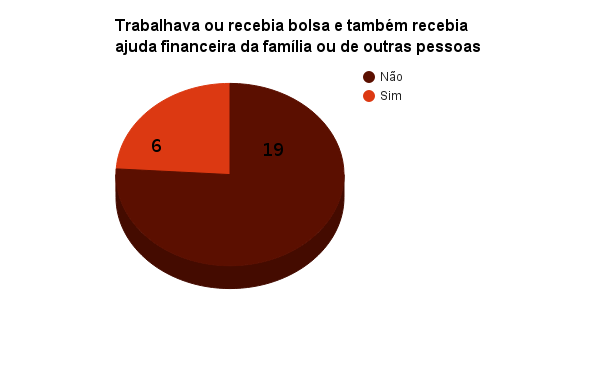 Trabalhava ou recebia bolsa e também recebia
ajuda financeira da família ou de outras pessoas
Não
Sim
6
19